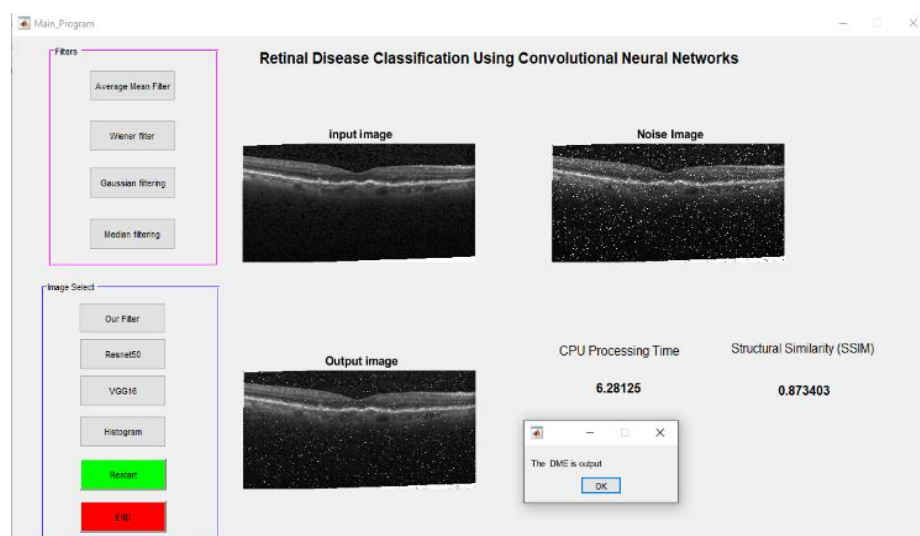 Main_Program
Filters
Average Mean Filter
Wiener filter
Gaussian filtering
Median filtering
Image Select
Our Filter
Resnet50
VGG16
Histogram
Restart
END
Retinal Disease Classification Using Convolutional Neural Networks
input image
Noise Image
Output image
CPU Processing Time
6.28125
Structural Similarity (SSIM)
0.873403
The DME is output
OK